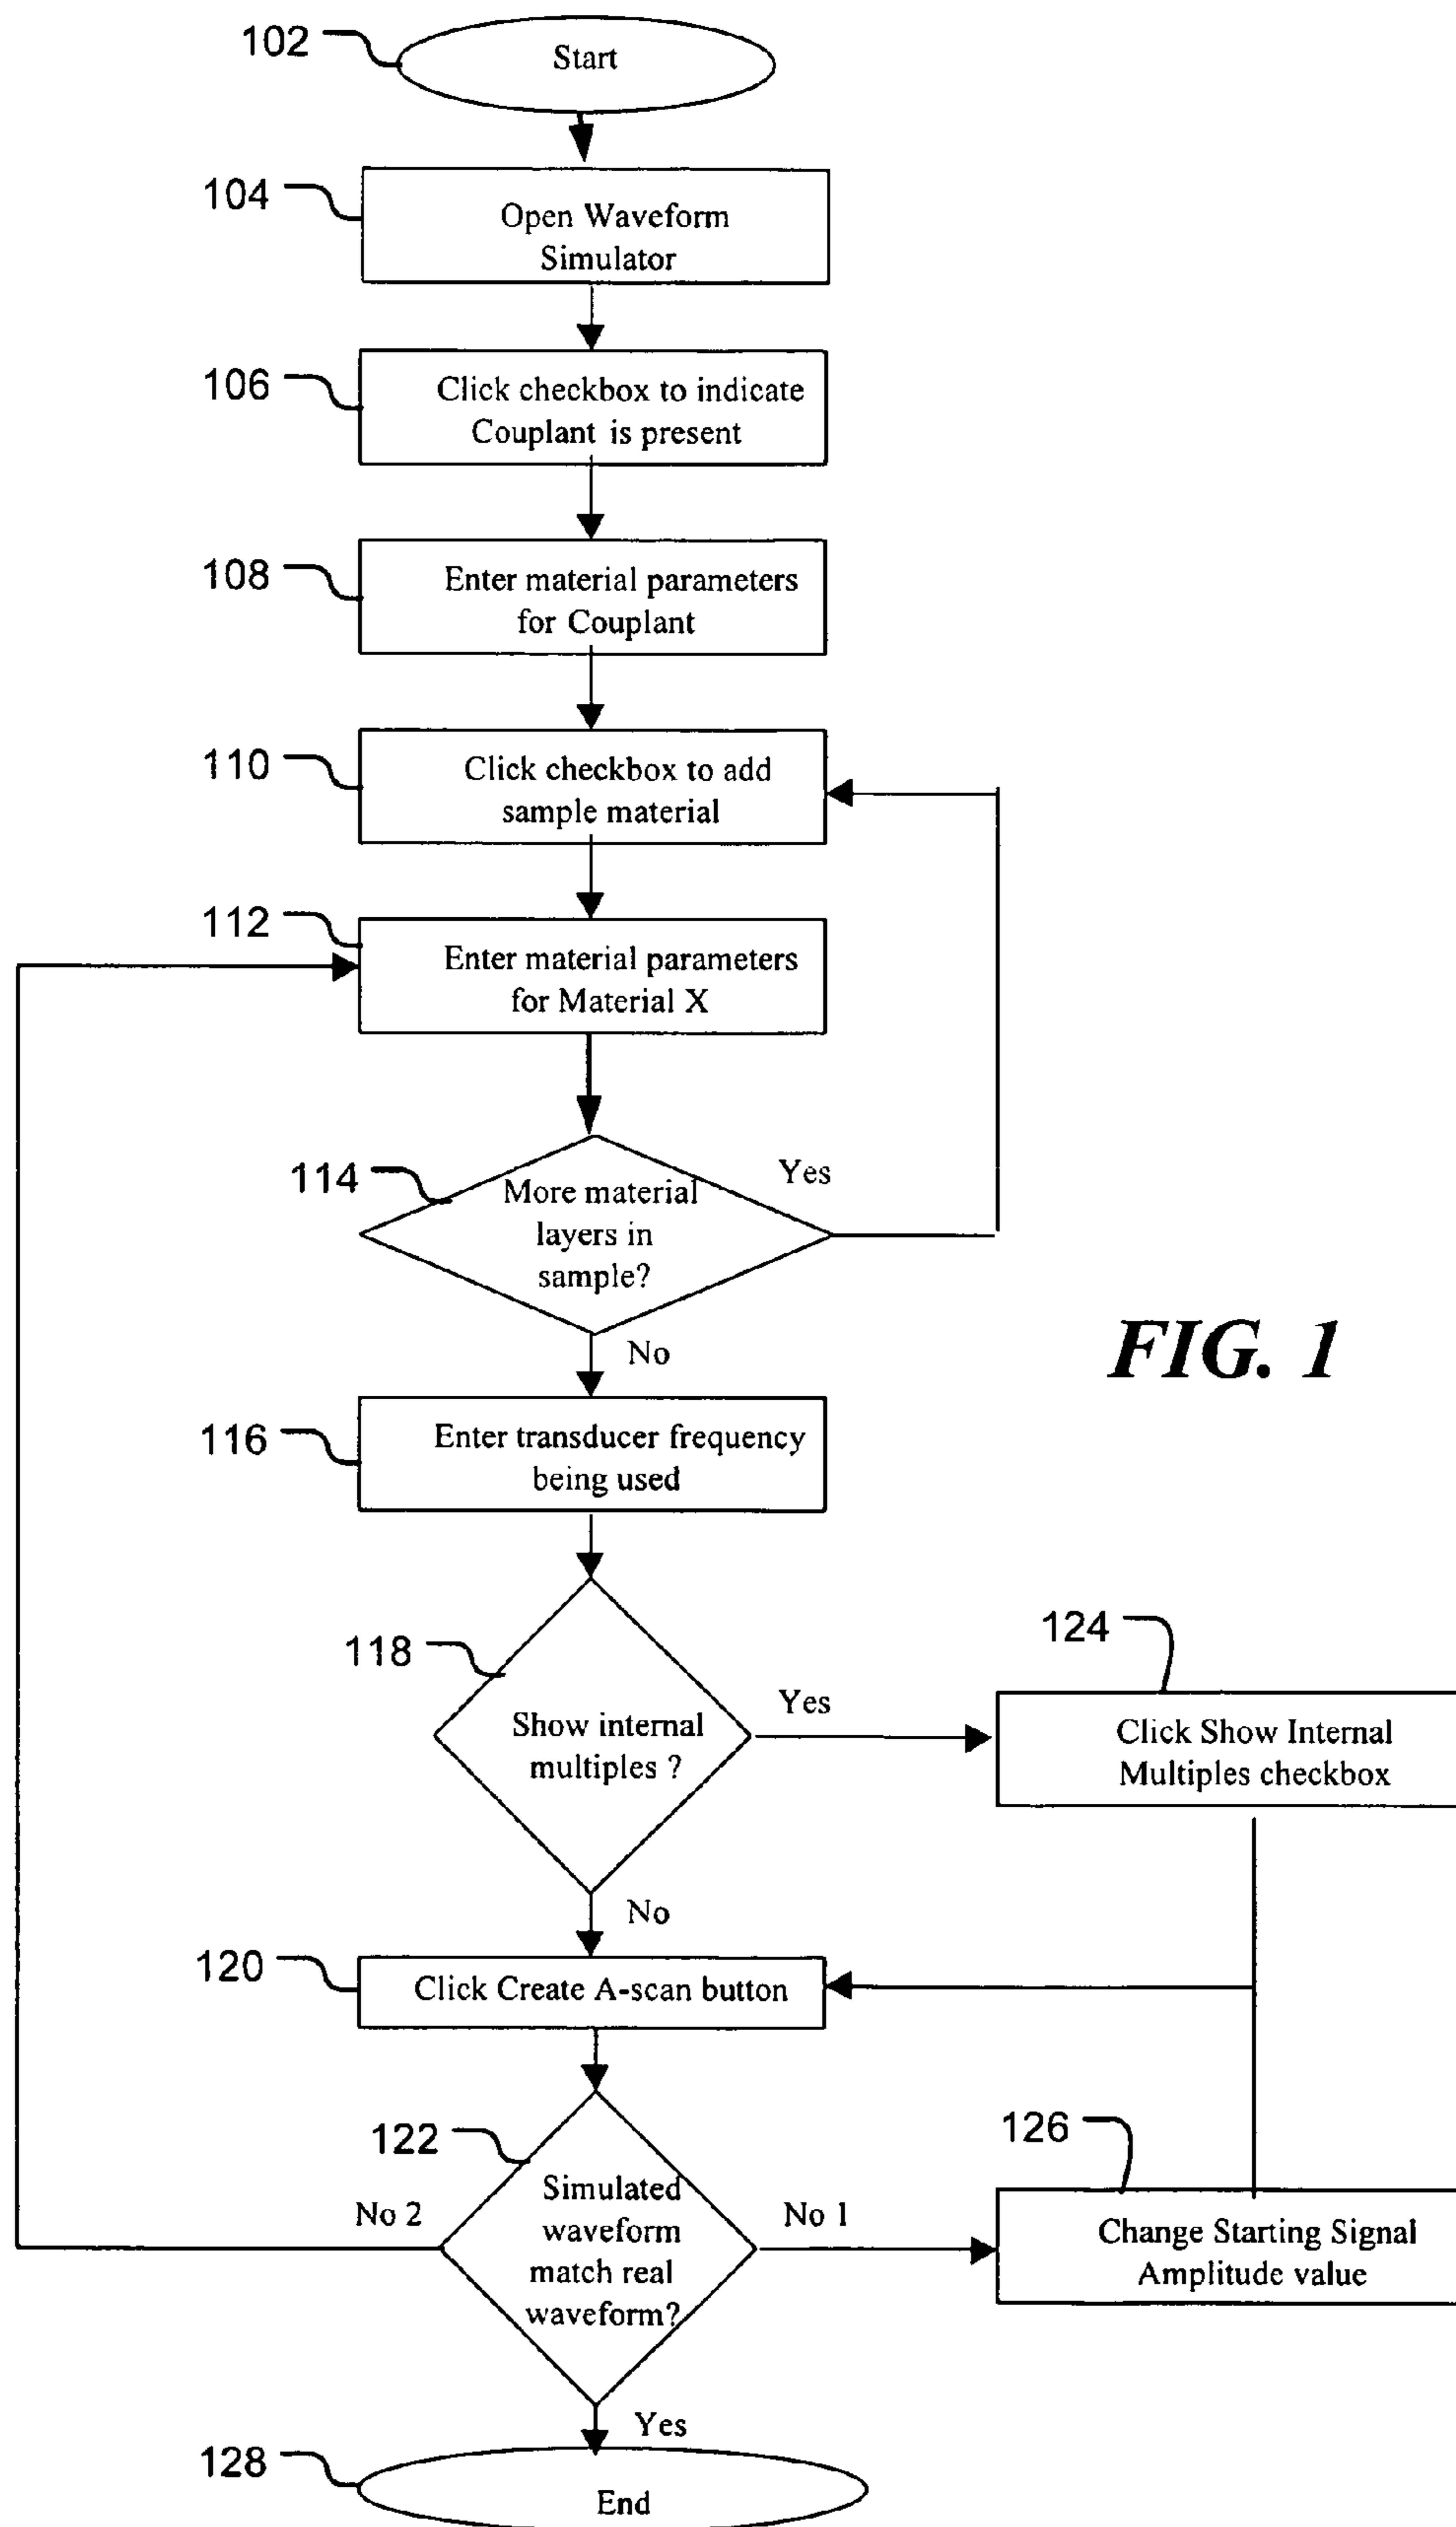 102
Start
104
Open Waveform
Simulator
106
Click checkbox to indicate
Couplant is present
108
Enter material parameters
for Couplant
110
Click checkbox to add
sample material
112
Enter material parameters
for Material X
114
More material
layers in
sample?
Yes
No
FIG. 1
116
Enter transducer frequency
being used
118
Show internal
multiples ?
Yes
124
Click Show Internal
Multiples checkbox
No
120
Click Create A-scan button
122
Simulated
waveform
match real
waveform?
No 2
No 1
126
Change Starting Signal
Amplitude value
Yes
128
End